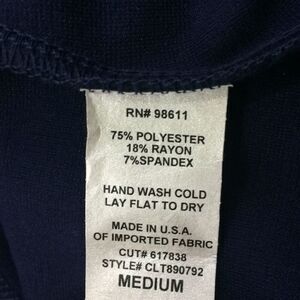 RN# 98611
75% POLYESTER
18% RAYON
7%SPANDEX
HAND WASH COLD
LAY FLAT TO DRY
MADE IN U.S.A.
OF IMPORTED FABRIC
CUT# 617838
STYLE# CLT890792
MEDIUM